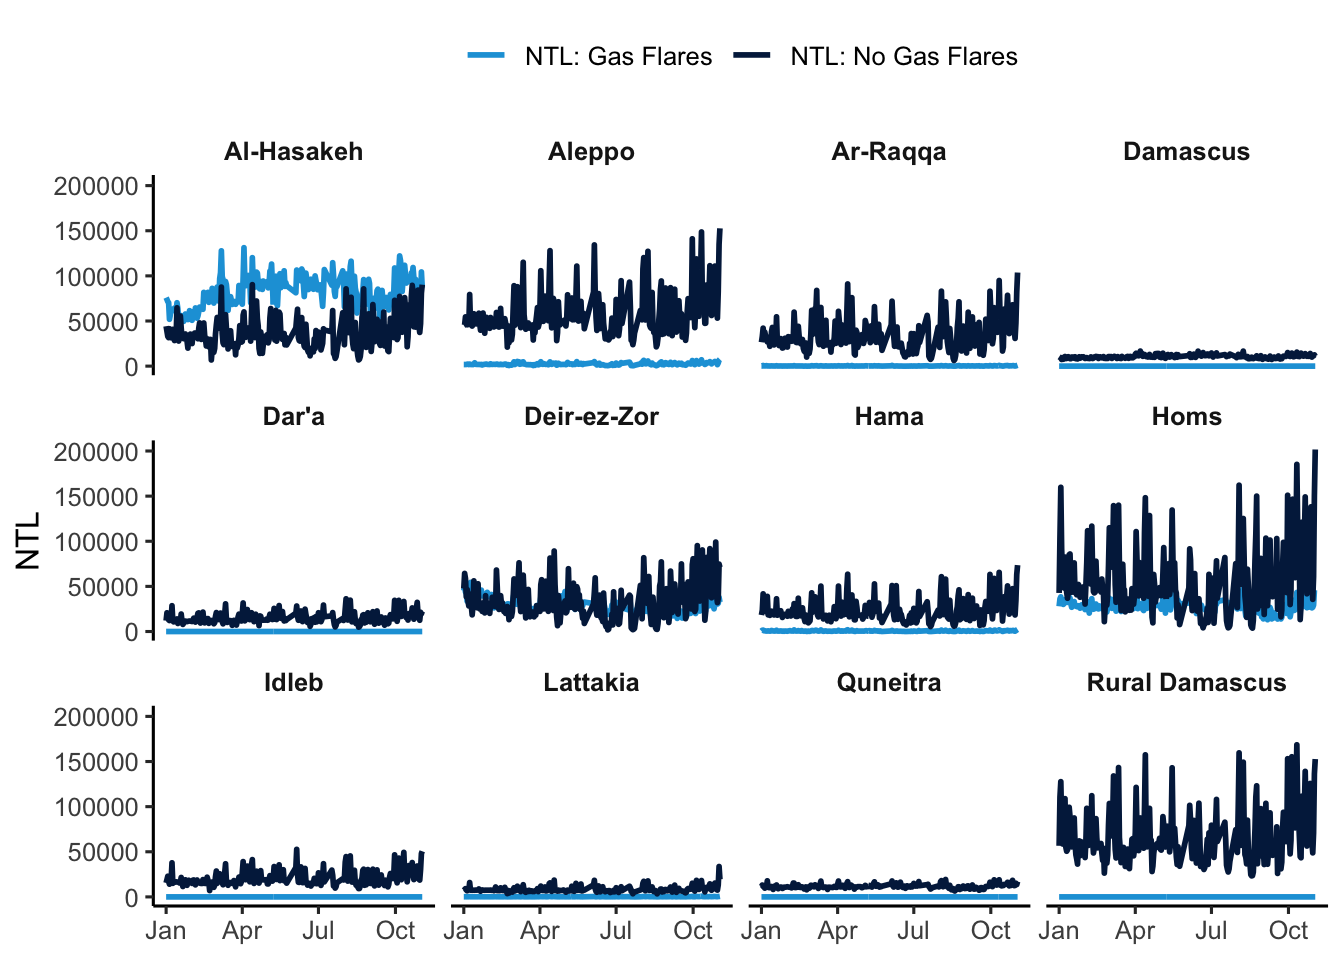 NTL: Gas Flares NTL: No Gas Flares
Al-Hasakeh Aleppo Ar-Raqqa Damascus
200000
150000
100000
50000
0
Dar'a Deir-ez-Zor Hama Homs
200000
150000
100000
50000
0
NTL
Idleb Lattakia Quneitra Rural Damascus
200000
150000
100000
50000
0
Jan Apr Jul Oct Jan Apr Jul Oct Jan Apr Jul Oct Jan Apr Jul Oct